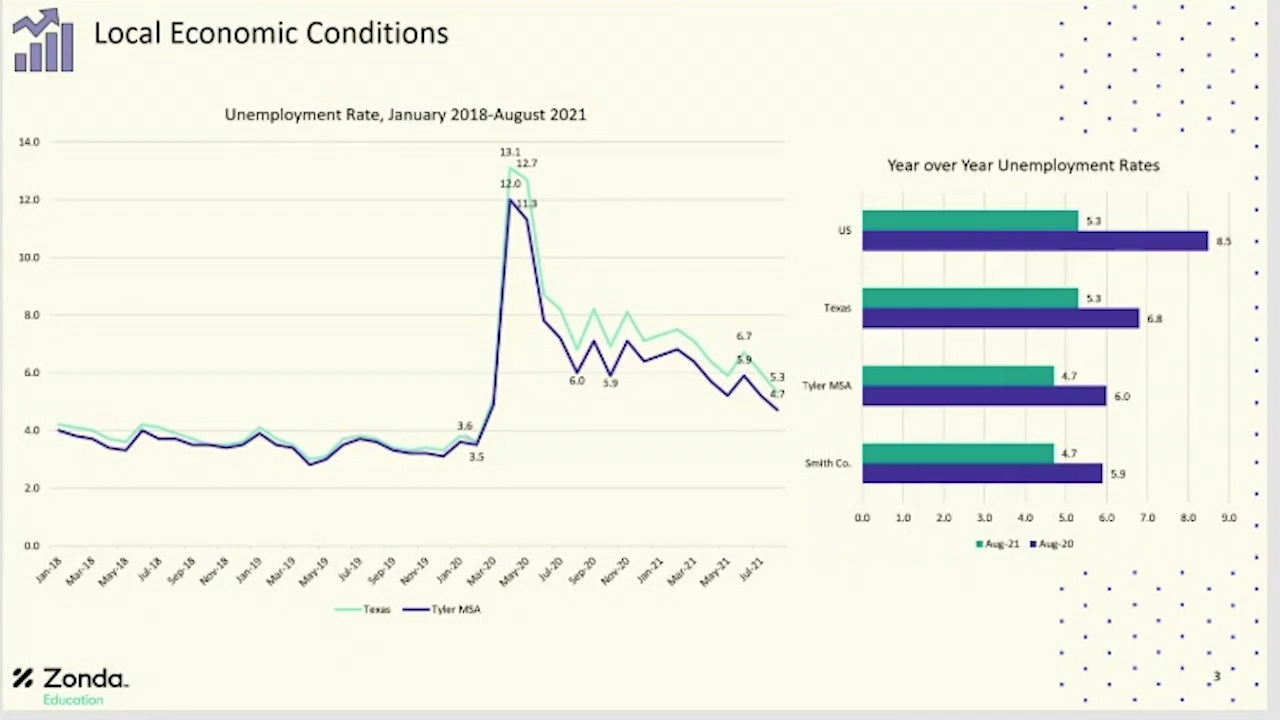 Local Economic Conditions
Unemployment Rate, January 2018-August 2021
14.0
12.0
10.0
8.0
6.0
4.0
2.0
0.0
13.1
12.7
12.0
11.3
6.0
5.9
6.7
5.9
5.3
4.7
3.6
3.5
Jan-18
Mar-18
May-18
Jul-18
Sep-18
Nov-18
Jan-19
Mar-19
May-19
Jul-19
Sep-19
Nov-19
Jan-20
Mar-20
May-20
Jul-20
Sep-20
Nov-20
Jan-21
Mar-21
May-21
Jul-21
Texas Tyler MSA
Year over Year Unemployment Rates
US
5.3
8.5
Texas
5.3
6.8
Tyler MSA
4.7
6.0
Smith Co.
4.7
5.9
0.0 1.0 2.0 3.0 4.0 5.0 6.0 7.0 8.0 9.0
Aug-21 Aug-20
Zonda
Education
3